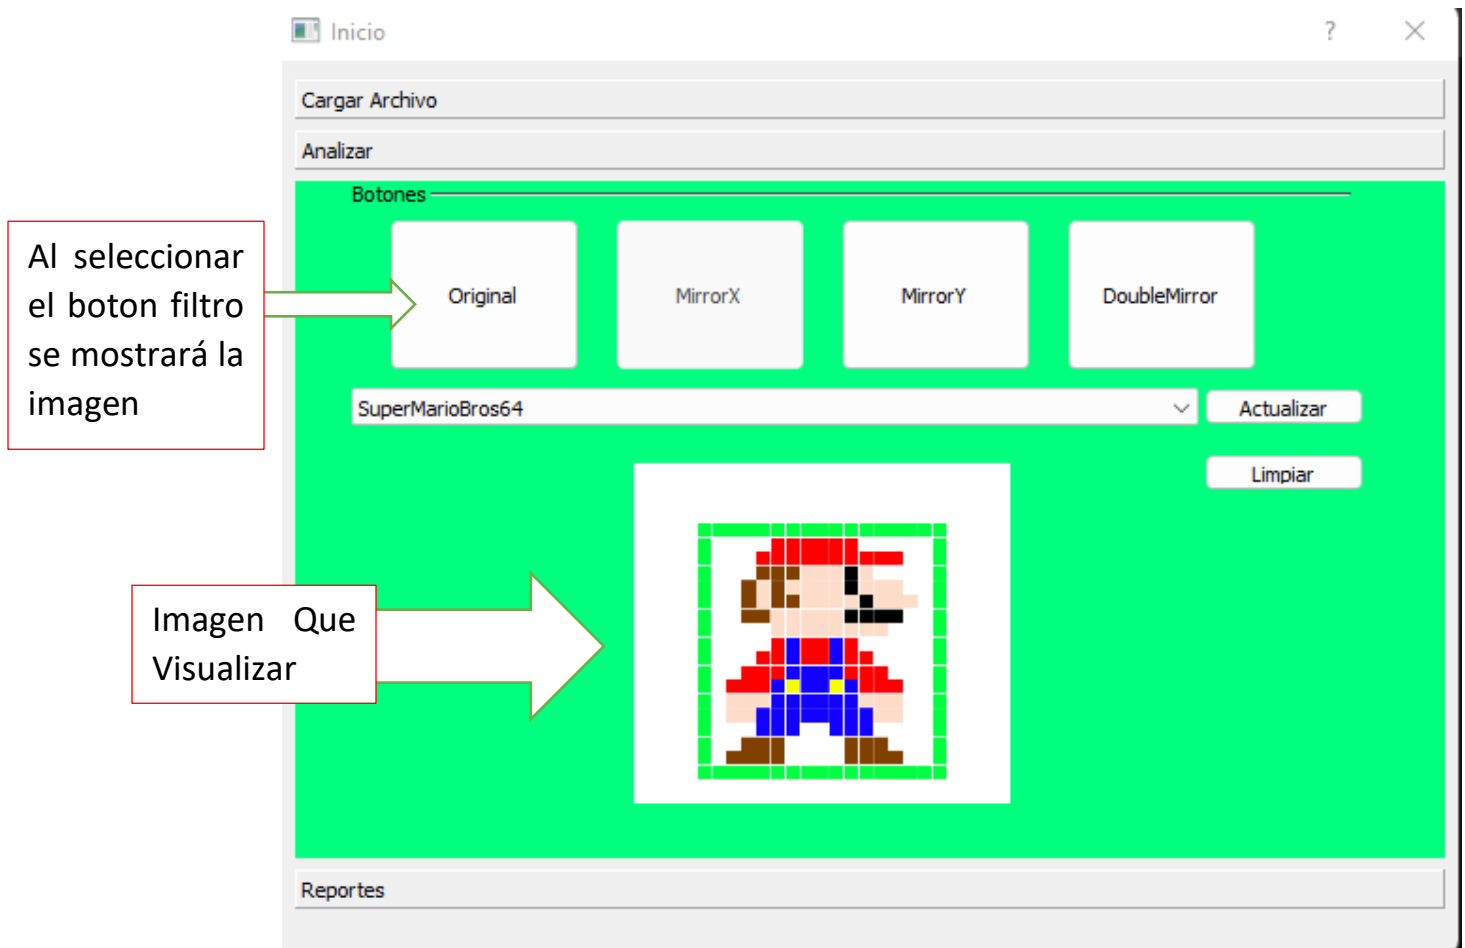 Inicio
?
Cargar Archivo
Analizar
Botones
Al seleccionar
el boton filtro
se mostrará la
imagen
Original
MirrorX
MirrorY
DoubleMirror
SuperMarioBros64
Actualizar
Limpiar
Imagen Que
Visualizar
Reportes